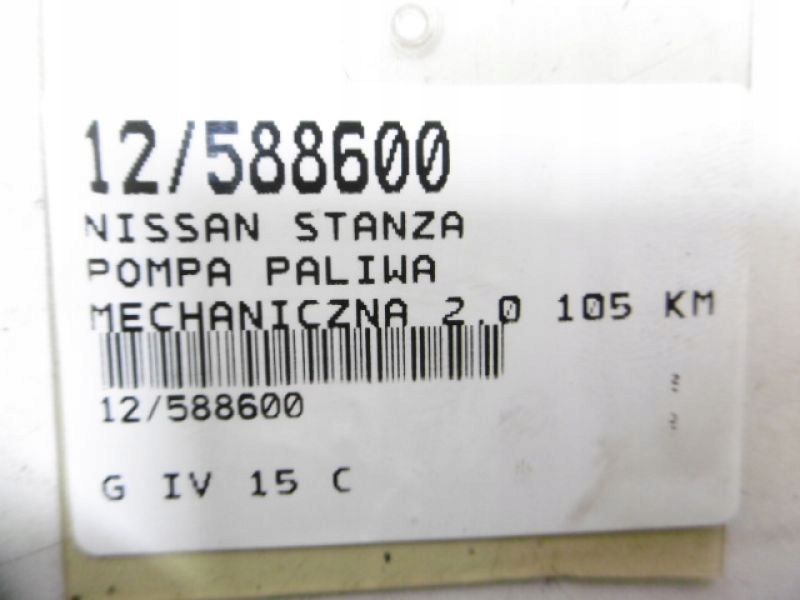 12/588600
NISSAN STANZA
POMPA PALIWA
MECHANICZNA 2.0 105 KM
12/588600
G IV 15 C